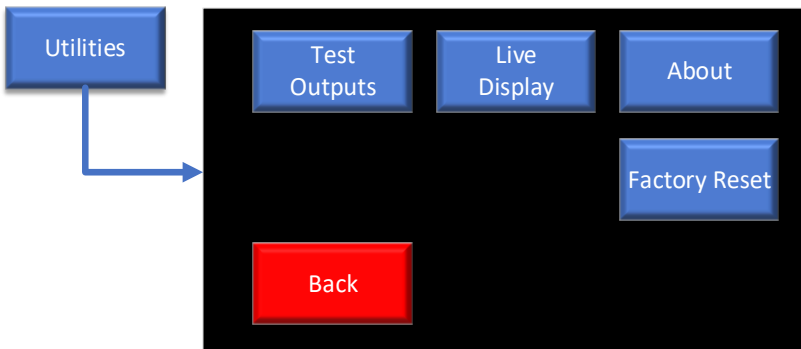 Utilities
Test
Outputs
Live
Display
About
Factory Reset
Back